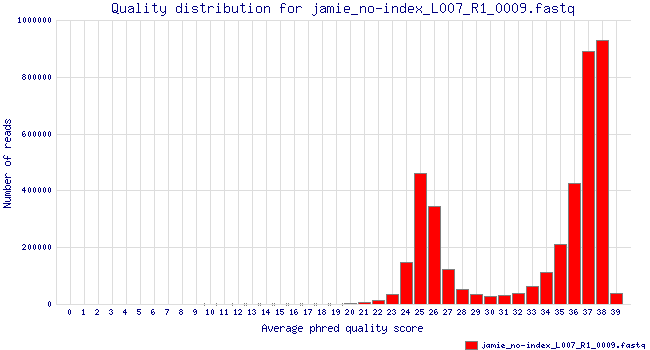 Quality distribution for jamie_no-index_L007_R1_0009.fastq
1000000
800000
600000
400000
200000
0
Number of reads
0 1 2 3 4 5 6 7 8 9 10 11 12 13 14 15 16 17 18 19 20 21 22 23 24 25 26 27 28 29 30 31 32 33 34 35 36 37 38 39
Average phred quality score
jamie_no-index_L007_R1_0009.fastq